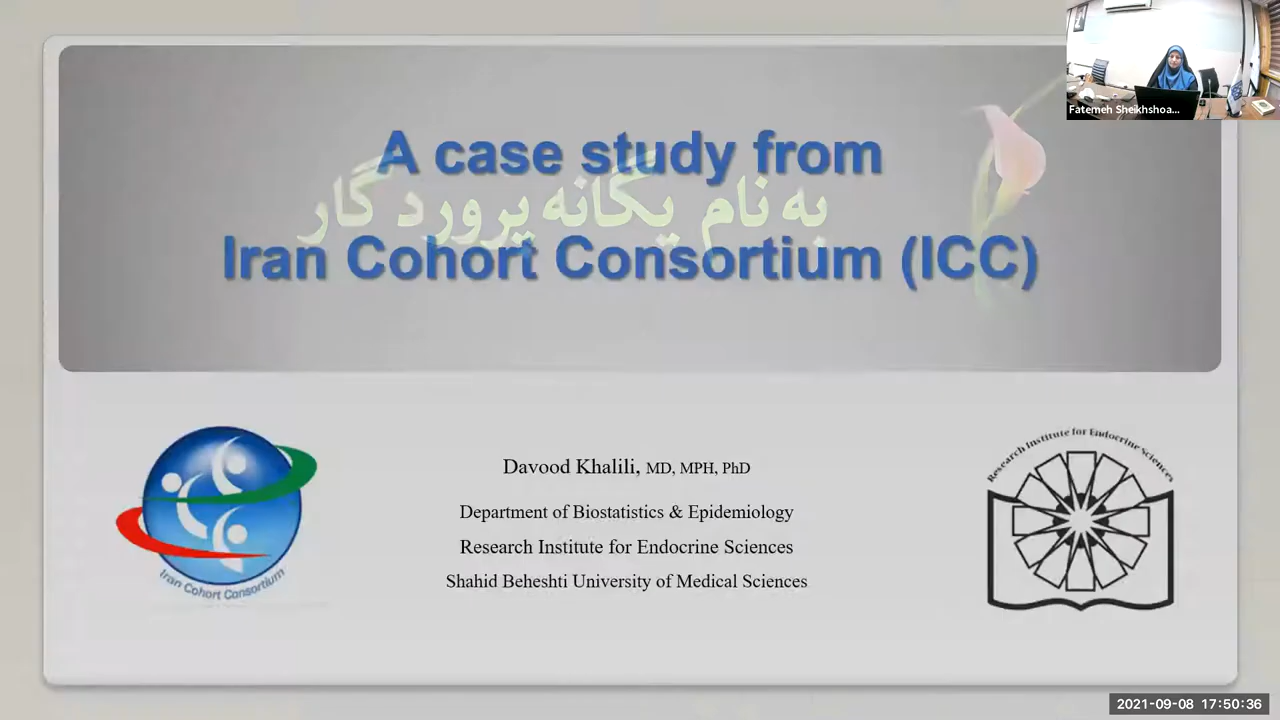 Fatemeh Sheikhshoa...
A case study from
به نام یگانه پروردگار
Iran Cohort Consortium (ICC)
Davood Khalili, MD, MPH, PhD
Department of Biostatistics & Epidemiology
Research Institute for Endocrine Sciences
Shahid Beheshti University of Medical Sciences
Iran Cohort Consortium
Research Institute for Endocrine Sciences
2021-09-08 17:50:36